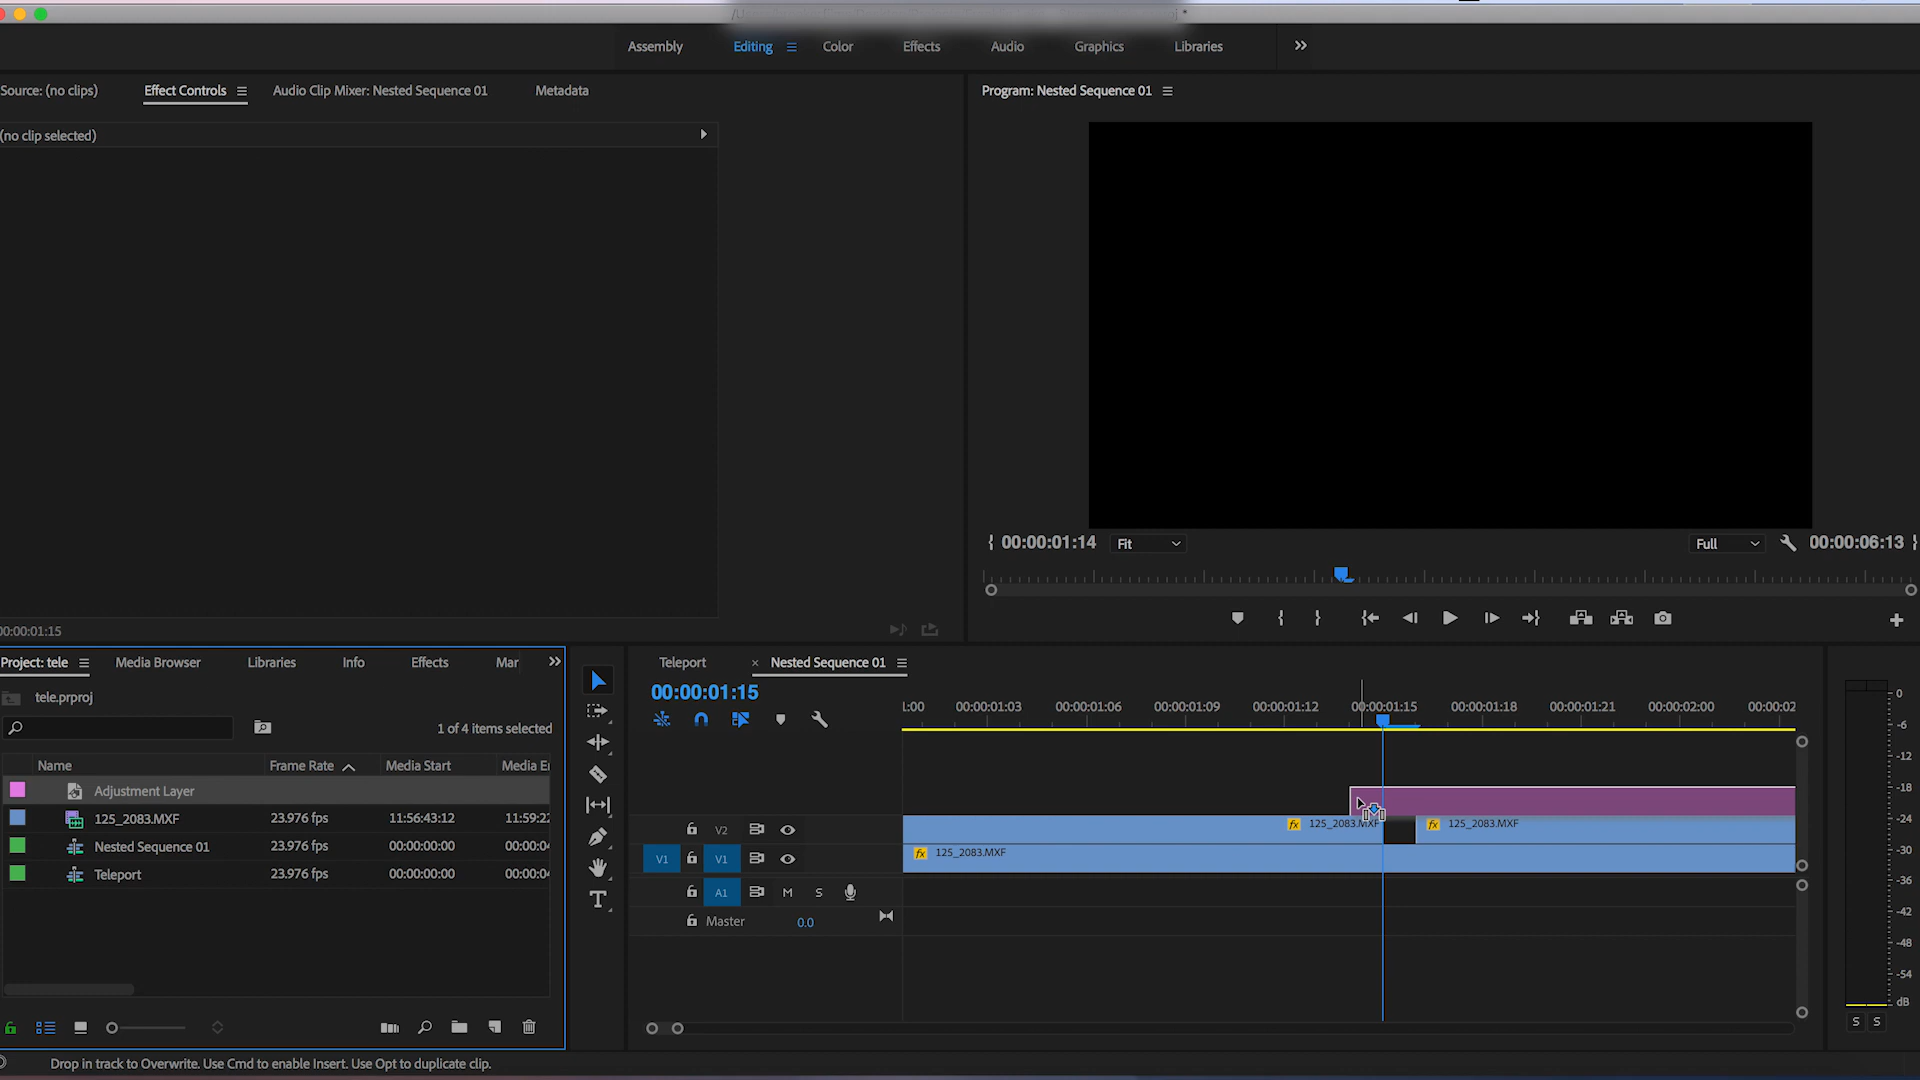 Assembly Editing Color Effects Audio Graphics Libraries
Source: (no clips) Effect Controls Audio Clip Mixer: Nested Sequence 01 Metadata
Program: Nested Sequence 01
(no clip selected)
00:00:01:14 Fit Full 00:00:06:13
00:00:01:15
Project: tele Media Browser Libraries Info Effects Mar
tele.prproj
1 of 4 items selected
Name Frame Rate Media Start Media E
Adjustment Layer
125_2083.MXF 23.976 fps 11:56:43:12 11:59:22
Nested Sequence 01 23.976 fps 00:00:00:00 00:00:04
Teleport 23.976 fps 00:00:00:00 00:00:04
T
Teleport × Nested Sequence 01
00:00:01:15
:00 00:00:01:03 00:00:01:06 00:00:01:09 00:00:01:12 00:00:01:15 00:00:01:18 00:00:01:21 00:00:02:00 00:00:02
V2 fx 125_2083.MXF fx 125_2083.MXF
V1 V1 fx 125_2083.MXF
A1 M S
Master 0.0
0
-6
-12
-18
-24
-30
-36
-42
-48
-54
dB
S S
Drop in track to Overwrite. Use Cmd to enable Insert. Use Opt to duplicate clip.